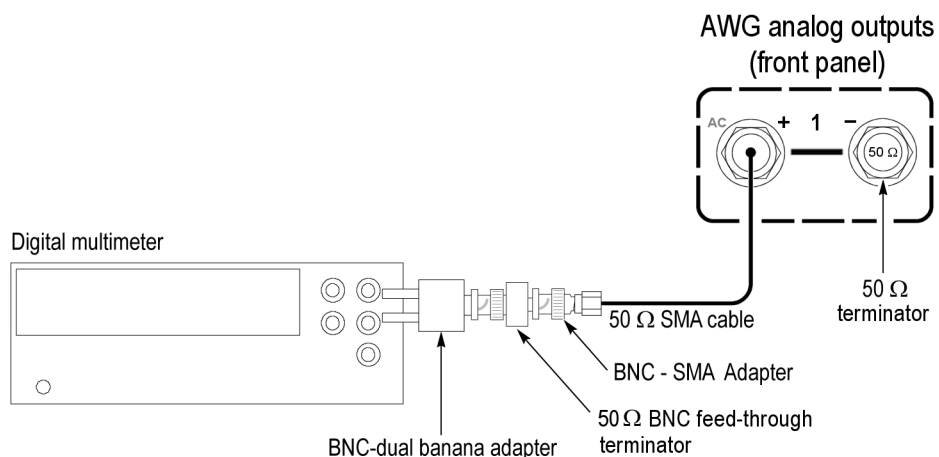 AWG analog outputs
(front panel)
AC + 1 −
50 Ω
Digital multimeter
50 Ω
terminator
50 Ω SMA cable
BNC - SMA Adapter
50 Ω BNC feed-through
terminator
BNC-dual banana adapter